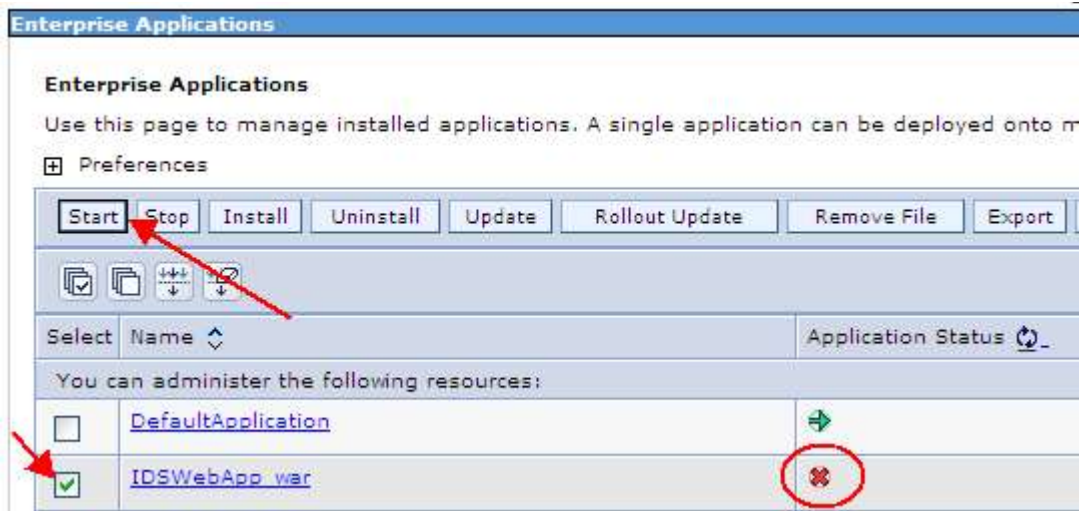 Enterprise Applications
Enterprise Applications
Use this page to manage installed applications. A single application can be deployed onto
Preferences
Start Stop Install Uninstall Update Rollout Update Remove File Export
Select Name Application Status
You can administer the following resources:
DefaultApplication
IDSWebApp_war